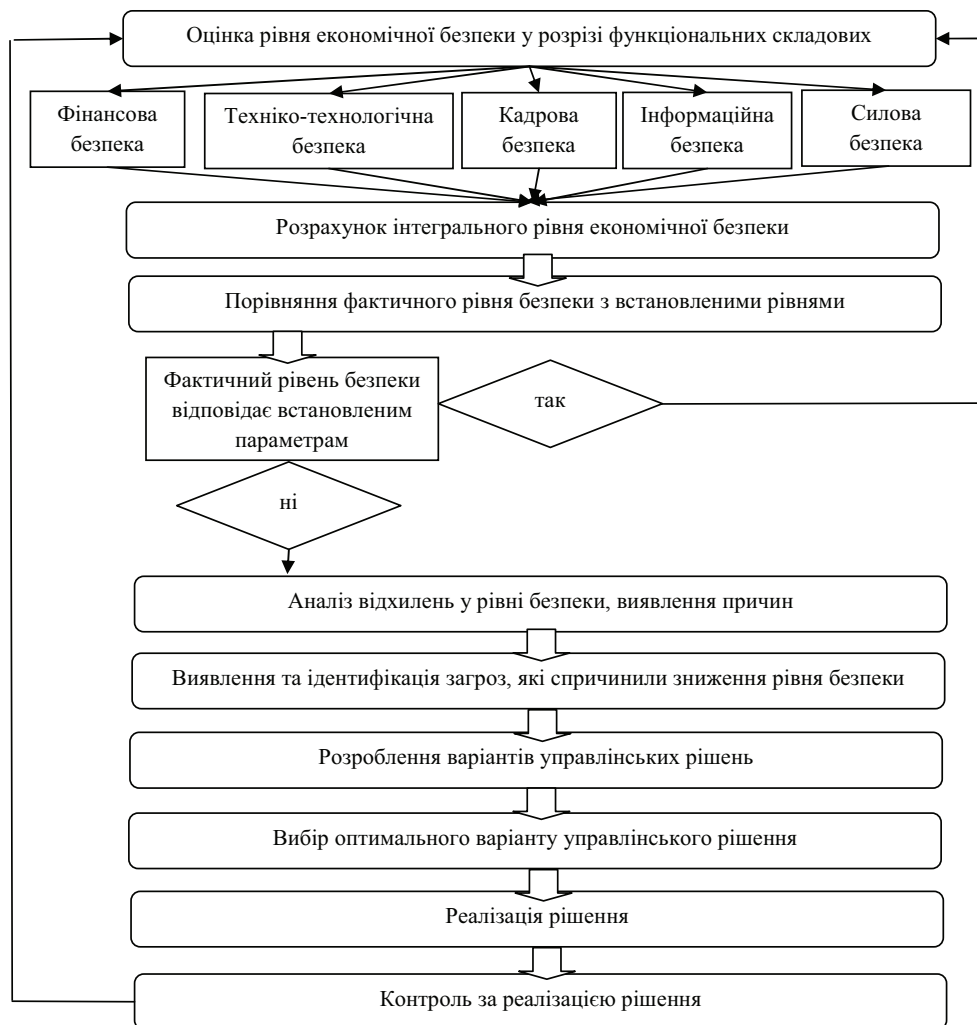 Оцінка рівня економічної безпеки у розрізі функціональних складових
Фінансова
безпека
Техніко-технологічна
безпека
Кадрова
безпека
Інформаційна
безпека
Силова
безпека
Розрахунок інтегрального рівня економічної безпеки
Порівняння фактичного рівня безпеки з встановленими рівнями
Фактичний рівень безпеки
відповідає встановленим
параметрам
так
ні
Аналіз відхилень у рівні безпеки, виявлення причин
Виявлення та ідентифікація загроз, які спричинили зниження рівня безпеки
Розроблення варіантів управлінських рішень
Вибір оптимального варіанту управлінського рішення
Реалізація рішення
Контроль за реалізацією рішення